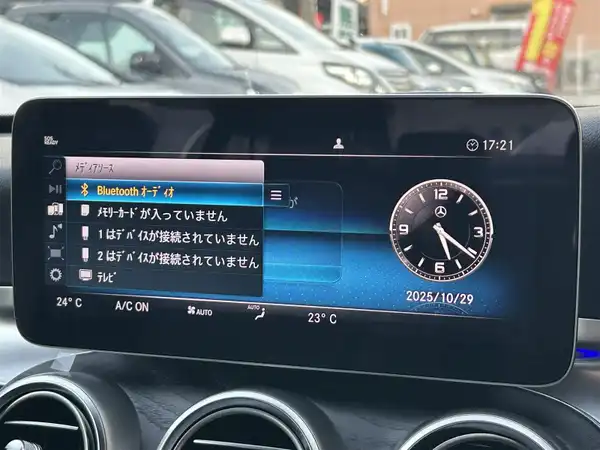 SOS
READY
17:21
メディアソース
Bluetooth オーディオ
メモリーカードが入っていません
1 はデバイスが接続されていません
2 はデバイスが接続されていません
テレビ
が
12
3
6
9
2025/10/29
24°C
A/C ON
AUTO
AUTO
23°C